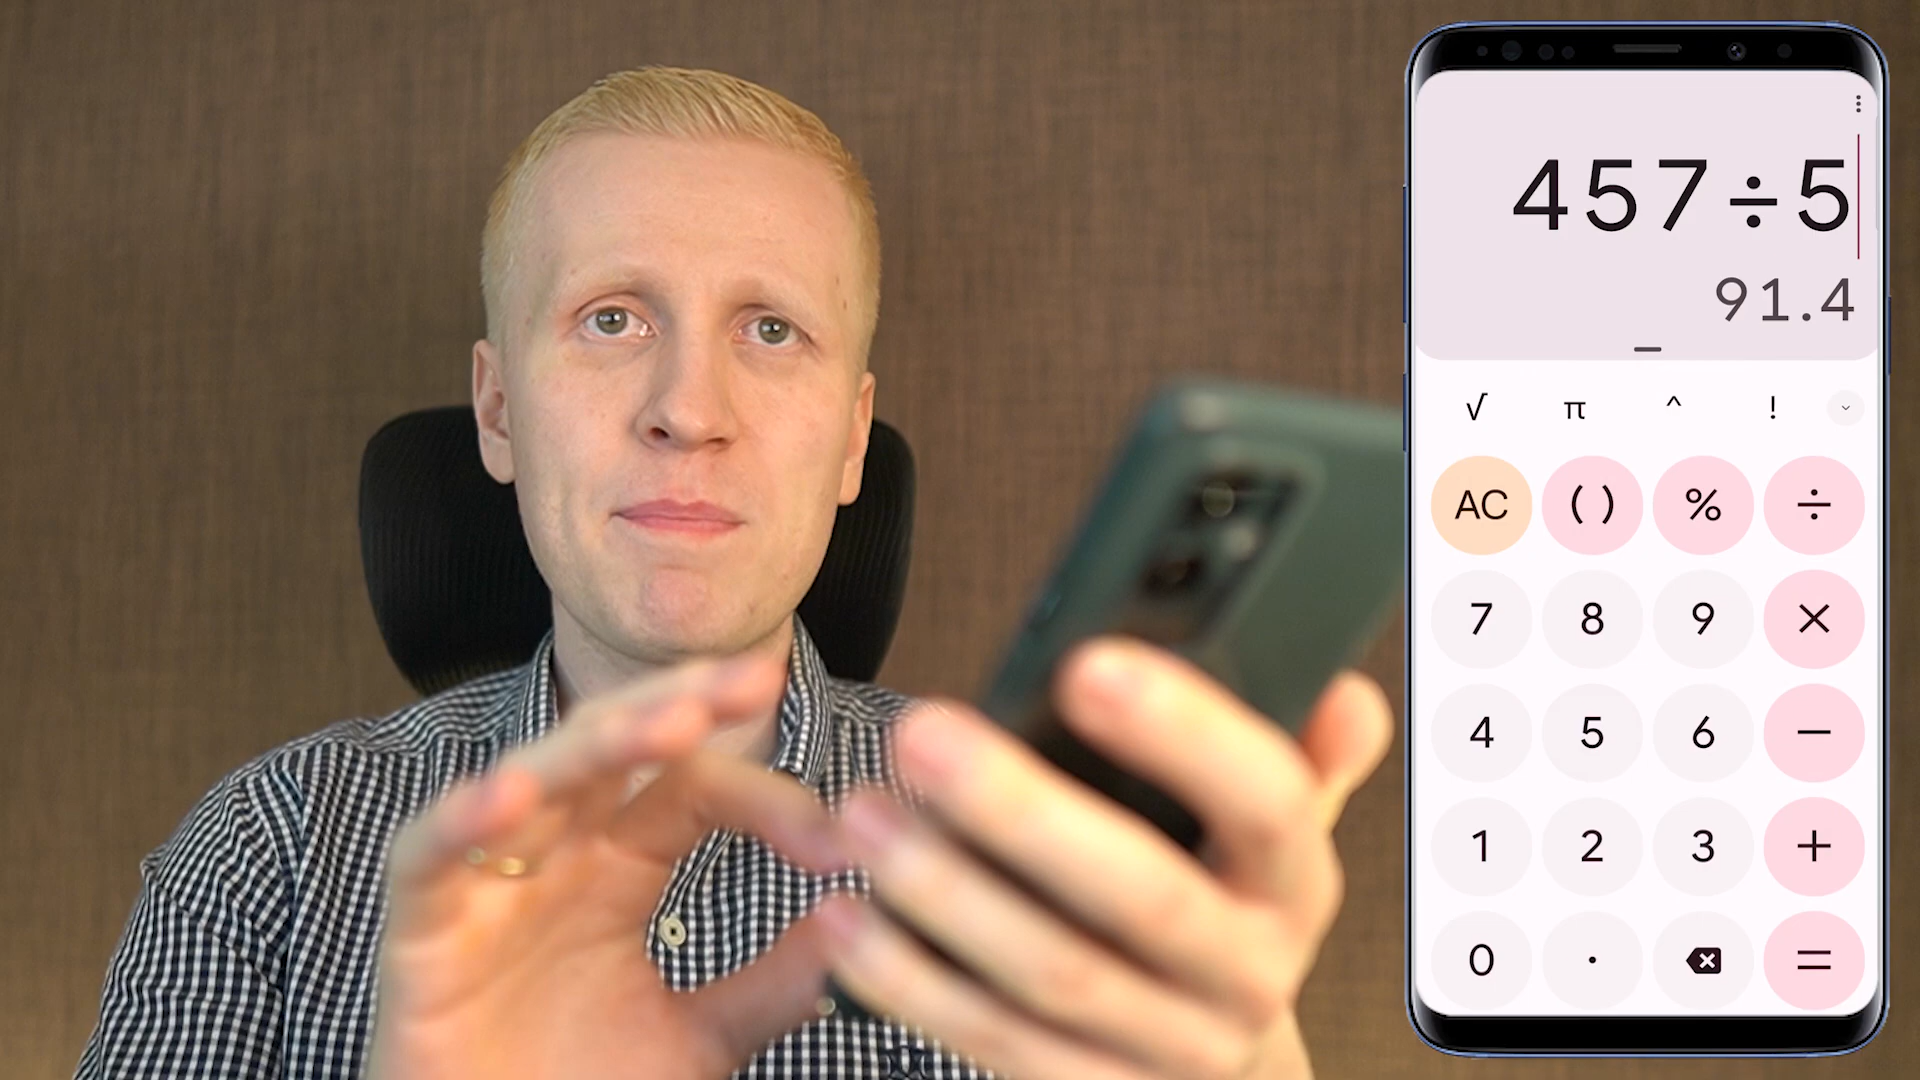 457÷5
91.4
√ π ^ !
AC ( ) % ÷
7 8 9 ×
4 5 6 −
1 2 3 +
0 . =